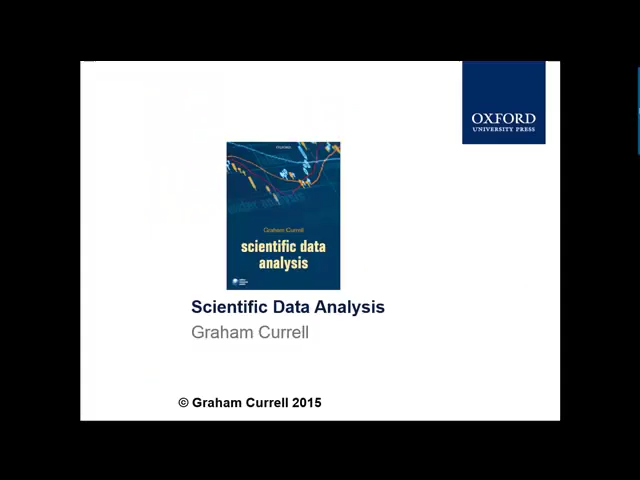 OXFORD
UNIVERSITY PRESS
Graham Currell
scientific data
analysis
Scientific Data Analysis
Graham Currell
© Graham Currell 2015